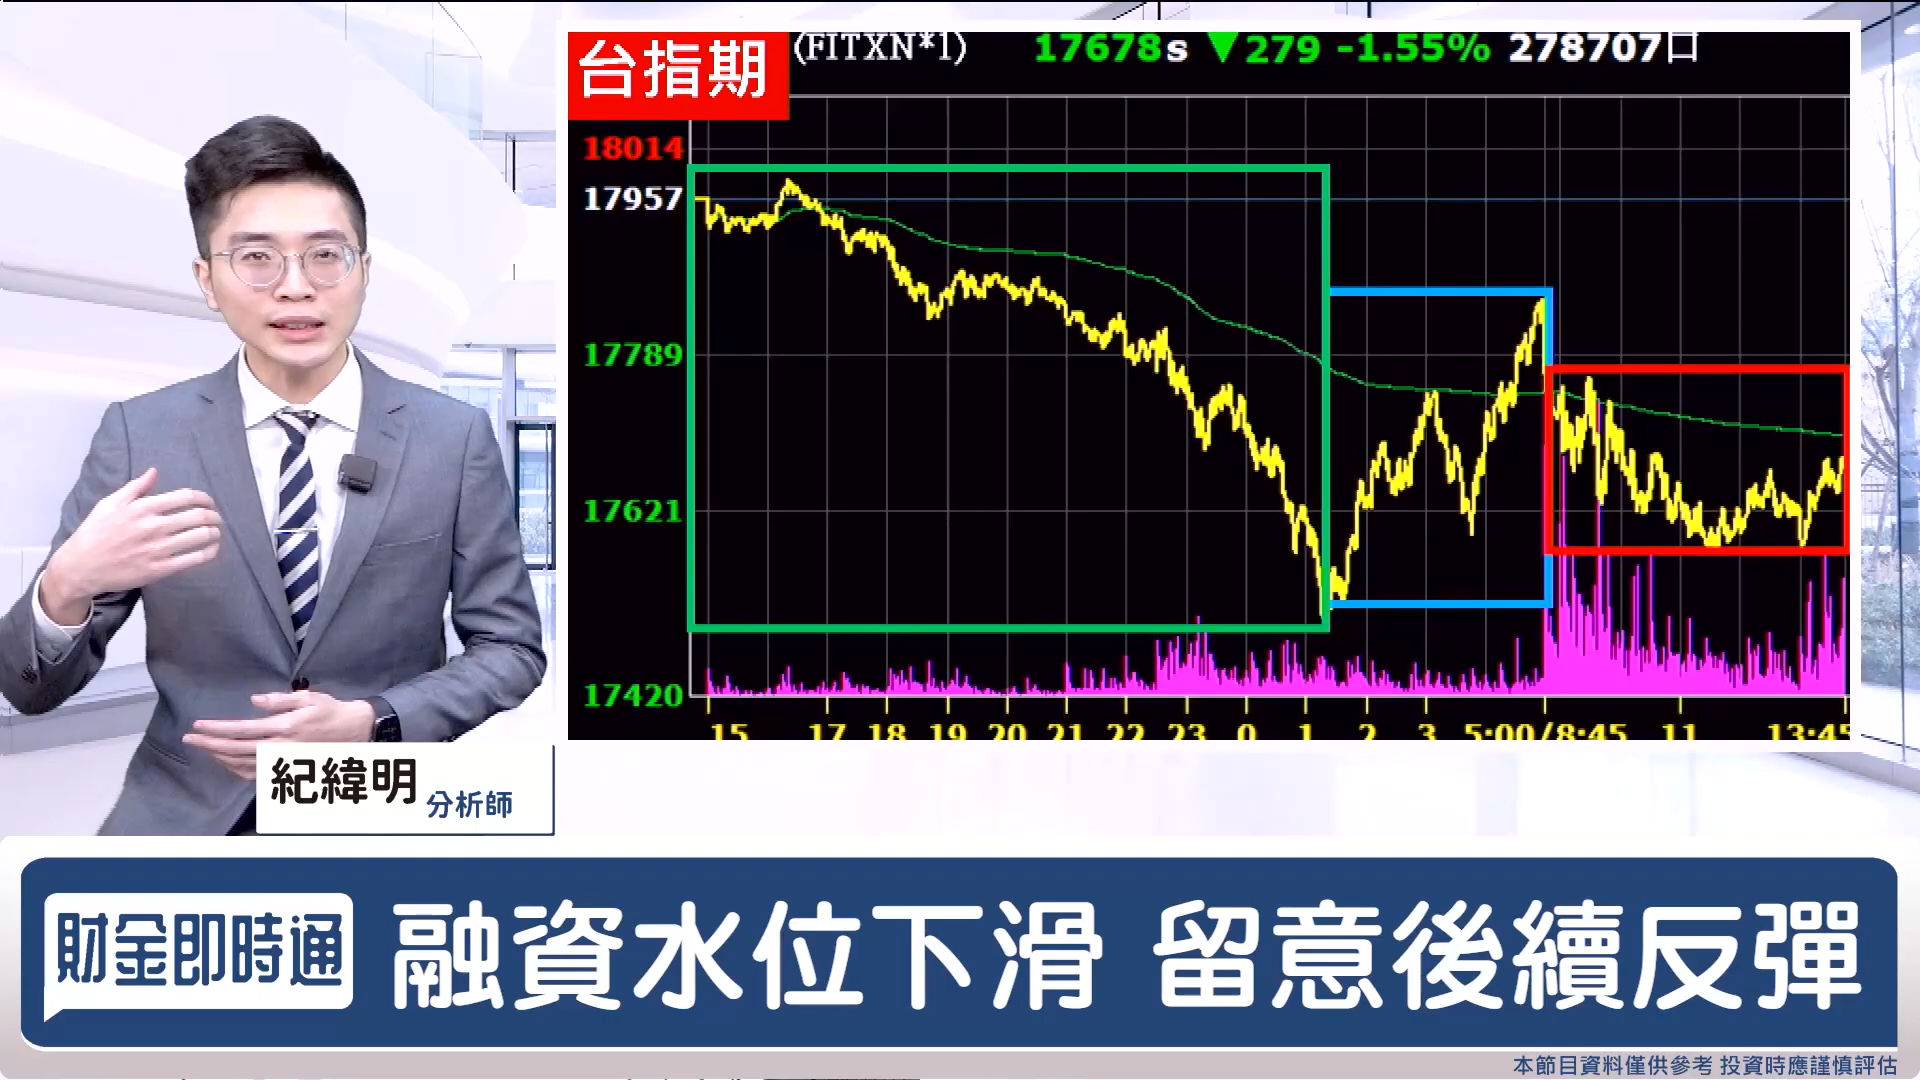 台指期 (FITXN*1) 17678s ▼279 -1.55% 278707口
18014
17957
17789
17621
17420
15 17 18 19 20 21 22 23 0 1 2 3 5:00/8:45 11 13:45
紀緯明 分析師
財金即時通 融資水位下滑 留意後續反彈
本節目資料僅供參考 投資時應謹慎評估